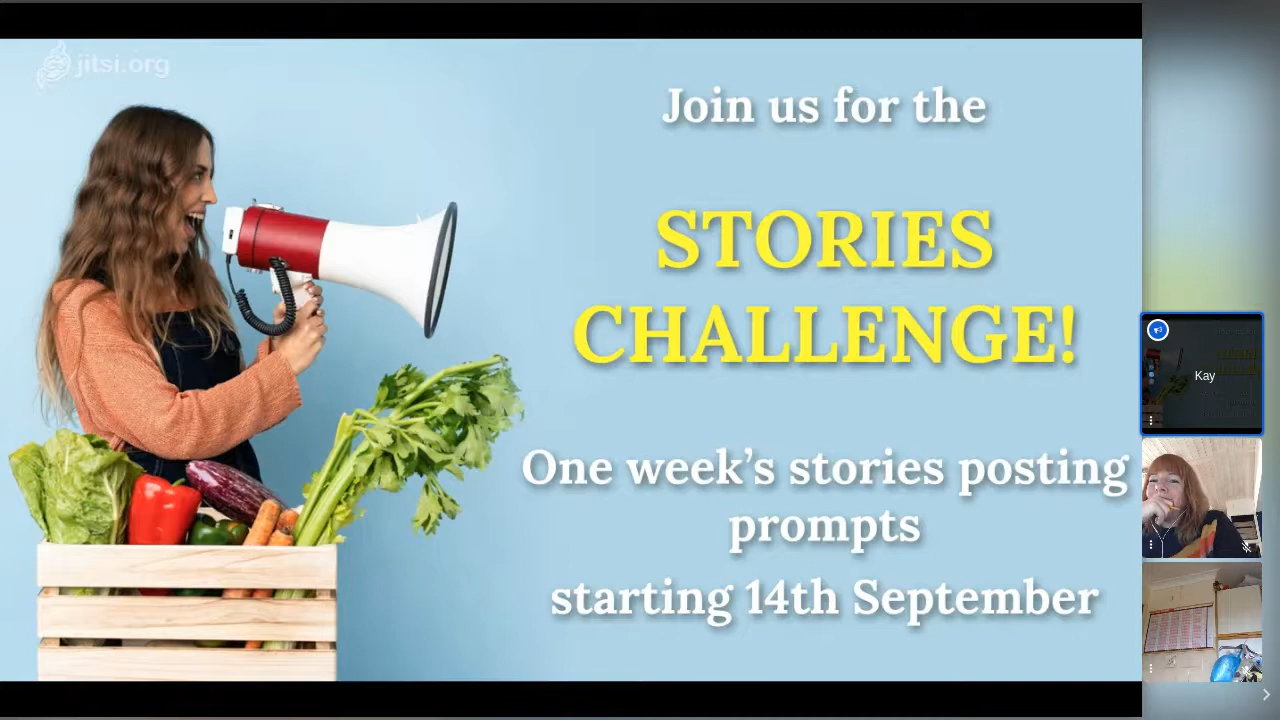 jitsi.org
Join us for the
STORIES
CHALLENGE!
One week's stories posting
prompts
starting 14th September
Kay